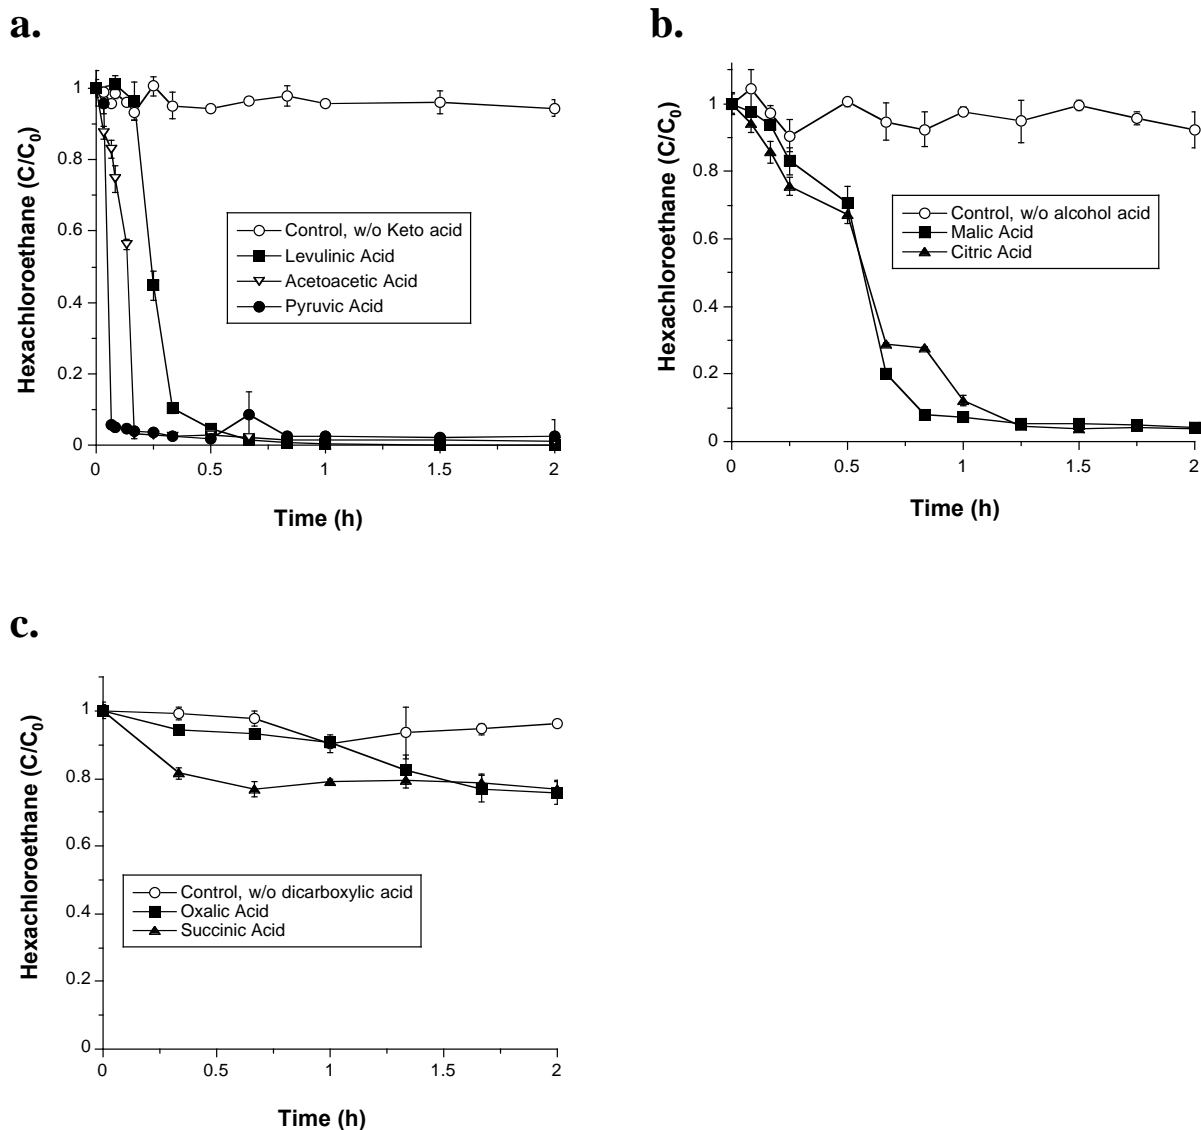 a.
Hexachloroethane (C/C0)
1
0.8
0.6
0.4
0.2
0
Control, w/o Keto acid
Levulinic Acid
Acetoacetic Acid
Pyruvic Acid
0 0.5 1 1.5 2
Time (h)
b.
Hexachloroethane (C/C0)
1
0.8
0.6
0.4
0.2
0
Control, w/o alcohol acid
Malic Acid
Citric Acid
0 0.5 1 1.5 2
Time (h)
c.
Hexachloroethane (C/C0)
1
0.8
0.6
0.4
0.2
0
Control, w/o dicarboxylic acid
Oxalic Acid
Succinic Acid
0 0.5 1 1.5 2
Time (h)